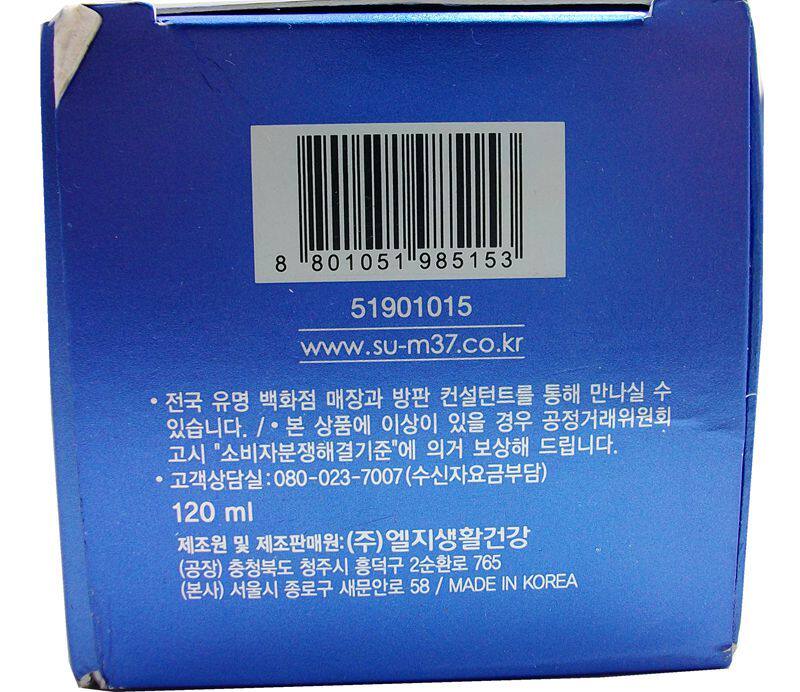 8 801051 985153
51901015
www.su-m37.co.kr
• 전국 유명 백화점 매장과 방판 컨설턴트를 통해 만나실 수
있습니다. / • 본 상품에 이상이 있을 경우 공정거래위원회
고시 "소비자분쟁해결기준"에 의거 보상해 드립니다.
• 고객상담실:080-023-7007(수신자요금부담)
120 ml
제조원 및 제조판매원:(주)엘지생활건강
(공장) 충청북도 청주시 흥덕구 2순환로 765
(본사) 서울시 종로구 새문안로 58 / MADE IN KOREA